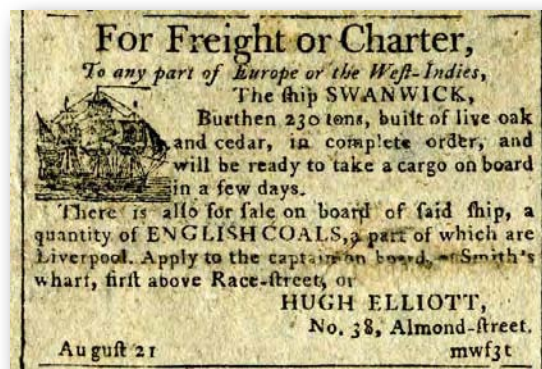 For Freight or Charter,
To any part of Europe or the Weſt-Indies,
The ſhip SWANWICK,
Burthen 230 tons, built of live oak
and cedar, in complete order, and
will be ready to take a cargo on board
in a few days.
There is alſo for ſale on board of ſaid ſhip, a
quantity of ENGLISH COALS, a part of which are
Liverpool. Apply to the captain on board, at Smith's
wharf, firſt above Race-ſtreet, or
HUGH ELLIOTT,
No. 38, Almond-ſtreet.
Auguſt 21 mwf3t